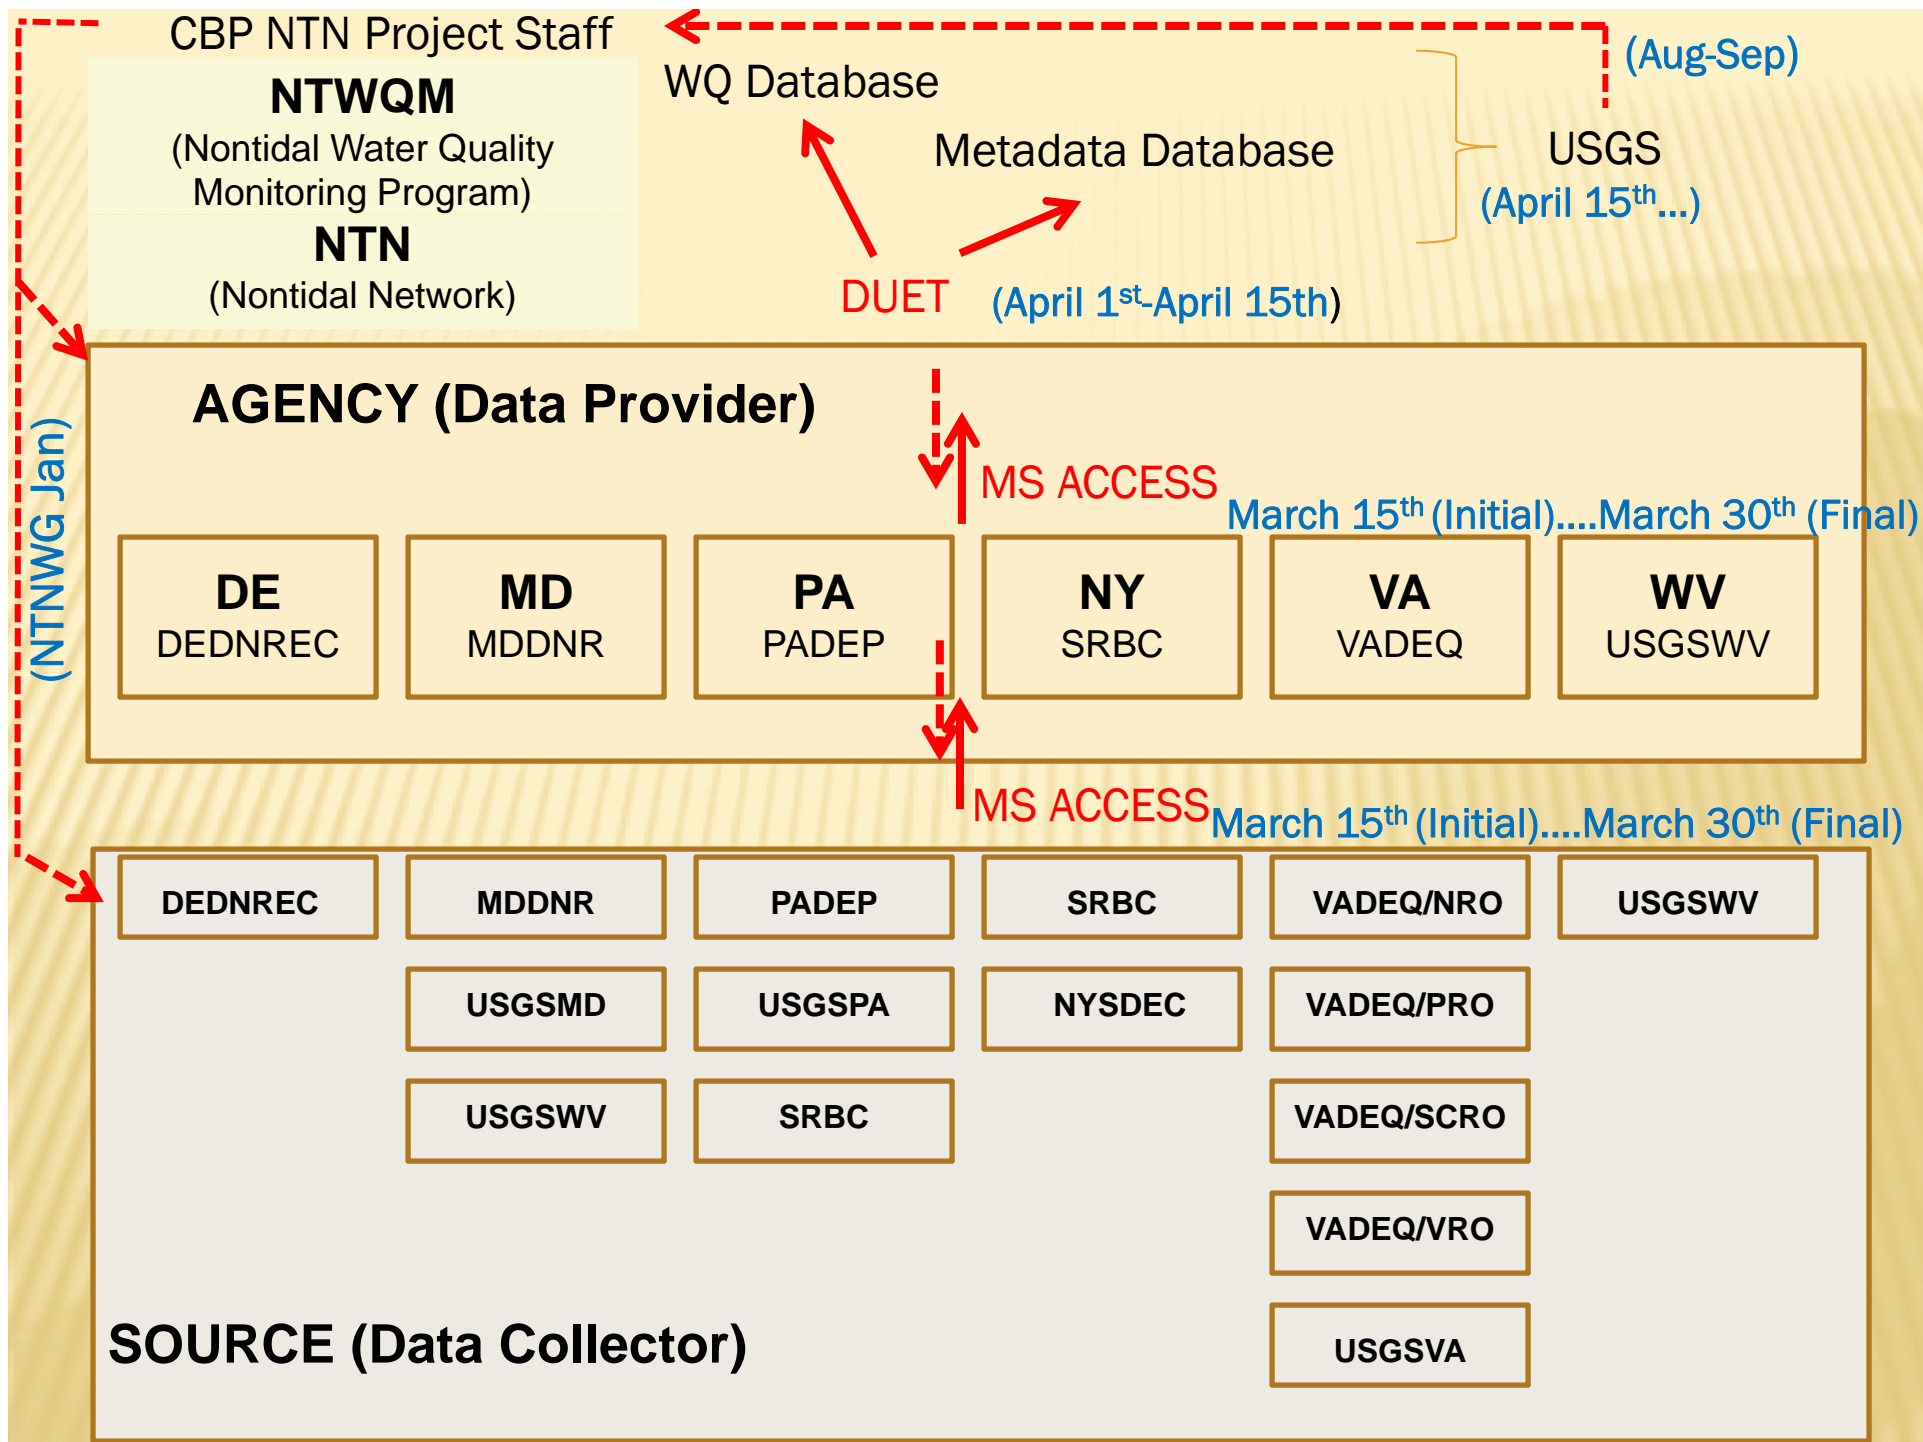 CBP NTN Project Staff
NTWQM
(Nontidal Water Quality
Monitoring Program)
NTN
(Nontidal Network)
WQ Database
Metadata Database
(Aug-Sep)
USGS
(April 15th...)
DUET
(April 1st-April 15th)
(NTNWG Jan)
AGENCY (Data Provider)
MS ACCESS
March 15th (Initial)....March 30th (Final)
DE
DEDNREC
MD
MDDNR
PA
PADEP
NY
SRBC
VA
VADEQ
WV
USGSWV
MS ACCESS
March 15th (Initial)....March 30th (Final)
DEDNREC
MDDNR
PADEP
SRBC
VADEQ/NRO
USGSWV
USGSMD
USGSPA
NYSDEC
VADEQ/PRO
USGSWV
SRBC
VADEQ/SCRO
VADEQ/VRO
SOURCE (Data Collector)
USGSVA